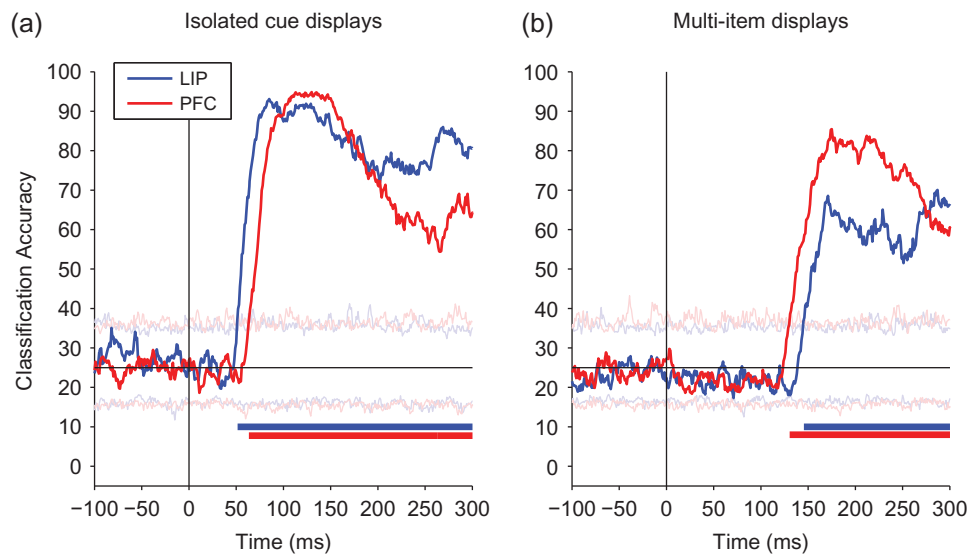 (a) Isolated cue displays
(b) Multi-item displays
Classification Accuracy
100
90
80
70
60
50
40
30
20
10
0
LIP
PFC
−100 −50 0 50 100 150 200 250 300
Time (ms)
100
90
80
70
60
50
40
30
20
10
0
−100 −50 0 50 100 150 200 250 300
Time (ms)